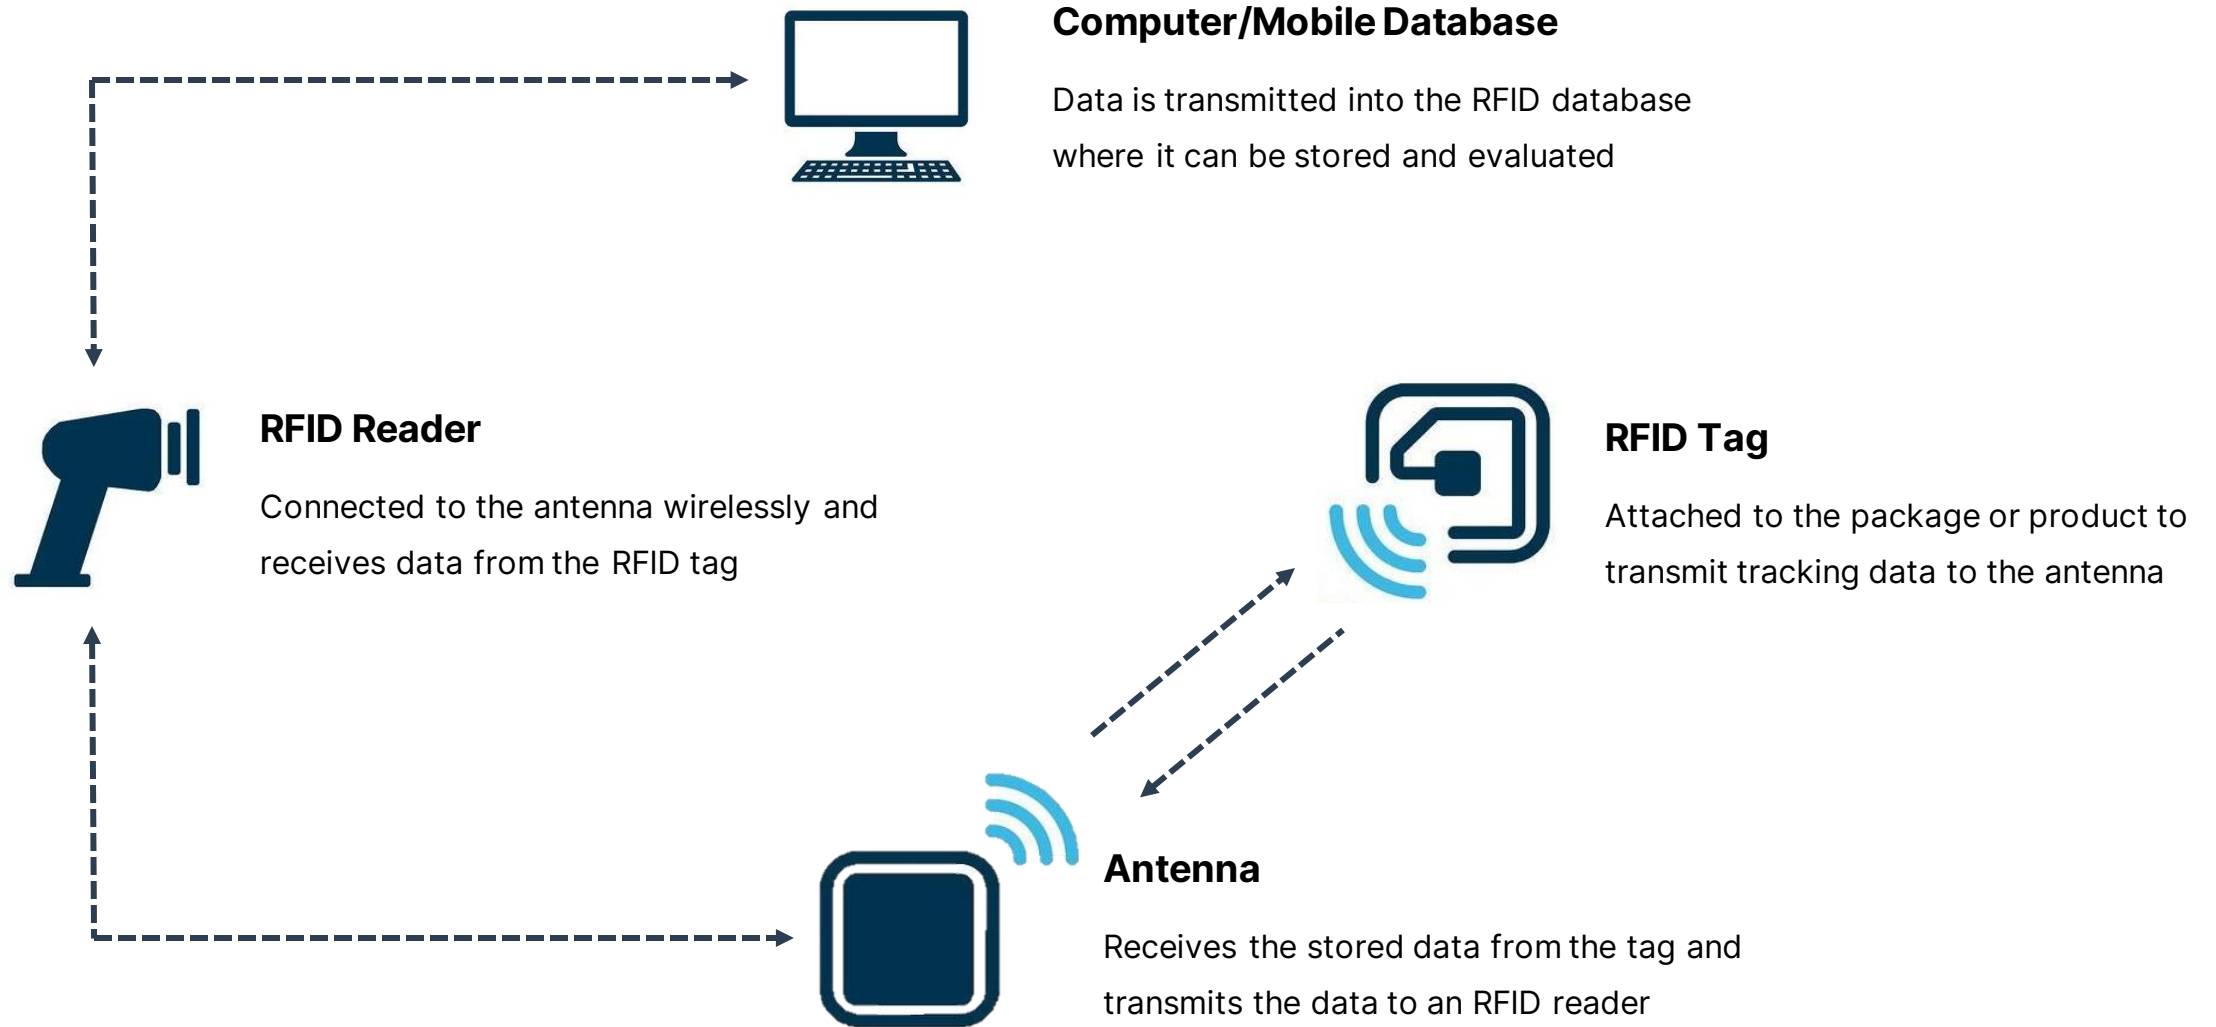 Computer/Mobile Database
Data is transmitted into the RFID database
where it can be stored and evaluated
RFID Reader
Connected to the antenna wirelessly and
receives data from the RFID tag
RFID Tag
Attached to the package or product to
transmit tracking data to the antenna
Antenna
Receives the stored data from the tag and
transmits the data to an RFID reader